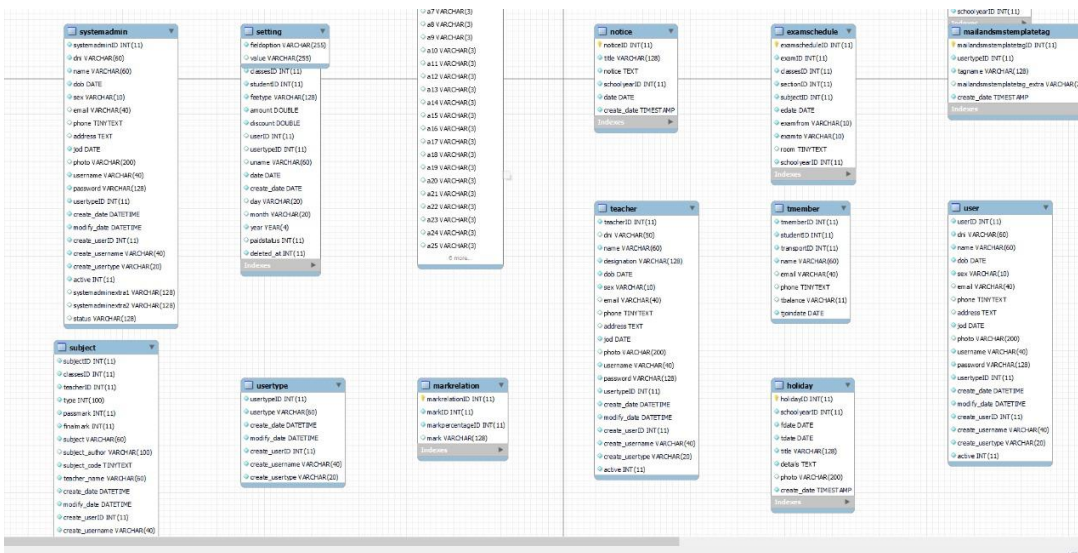 systemadmin
systemadminID INT(11)
dni VARCHAR(60)
name VARCHAR(60)
dob DATE
sex VARCHAR(10)
email VARCHAR(40)
phone TINYTEXT
address TEXT
jod DATE
photo VARCHAR(200)
username VARCHAR(40)
password VARCHAR(128)
usertypeID INT(11)
create_date DATETIME
modify_date DATETIME
create_userID INT(11)
create_username VARCHAR(40)
create_usertype VARCHAR(20)
active INT(11)
systemadminextra1 VARCHAR(128)
systemadminextra2 VARCHAR(128)
status VARCHAR(128)
subject
subjectID INT(11)
classesID INT(11)
teacherID INT(11)
type INT(100)
passmark INT(11)
finalmark INT(11)
subject VARCHAR(60)
subject_author VARCHAR(100)
subject_code TINYTEXT
teacher_name VARCHAR(60)
create_date DATETIME
modify_date DATETIME
create_userID INT(11)
create_username VARCHAR(40)
setting
fieldoption VARCHAR(255)
value VARCHAR(255)
classesID INT(11)
studentID INT(11)
feetype VARCHAR(128)
amount DOUBLE
discount DOUBLE
userID INT(11)
usertypeID INT(11)
uname VARCHAR(60)
date DATE
create_date DATE
day VARCHAR(20)
month VARCHAR(20)
year YEAR(4)
paidstatus INT(11)
deleted_at INT(11)
Indexes
usertype
usertypeID INT(11)
usertype VARCHAR(60)
create_date DATETIME
modify_date DATETIME
create_userID INT(11)
create_username VARCHAR(40)
create_usertype VARCHAR(20)
a7 VARCHAR(3)
a8 VARCHAR(3)
a9 VARCHAR(3)
a10 VARCHAR(3)
a11 VARCHAR(3)
a12 VARCHAR(3)
a13 VARCHAR(3)
a14 VARCHAR(3)
a15 VARCHAR(3)
a16 VARCHAR(3)
a17 VARCHAR(3)
a18 VARCHAR(3)
a19 VARCHAR(3)
a20 VARCHAR(3)
a21 VARCHAR(3)
a22 VARCHAR(3)
a23 VARCHAR(3)
a24 VARCHAR(3)
a25 VARCHAR(3)
6 more...
markrelation
markrelationID INT(11)
markID INT(11)
markpercentageID INT(11)
mark VARCHAR(128)
Indexes
notice
noticeID INT(11)
title VARCHAR(128)
notice TEXT
schoolyearID INT(11)
date DATE
create_date TIMESTAMP
Indexes
teacher
teacherID INT(11)
dni VARCHAR(50)
name VARCHAR(60)
designation VARCHAR(128)
dob DATE
sex VARCHAR(10)
email VARCHAR(40)
phone TINYTEXT
address TEXT
jod DATE
photo VARCHAR(200)
username VARCHAR(40)
password VARCHAR(128)
usertypeID INT(11)
create_date DATETIME
modify_date DATETIME
create_userID INT(11)
create_username VARCHAR(40)
create_usertype VARCHAR(20)
active INT(11)
examschedule
examscheduleID INT(11)
examID INT(11)
classesID INT(11)
sectionID INT(11)
subjectID INT(11)
edate DATE
examfrom VARCHAR(10)
examto VARCHAR(10)
room TINYTEXT
schoolyearID INT(11)
Indexes
tmember
tmemberID INT(11)
studentID INT(11)
transportID INT(11)
name VARCHAR(60)
email VARCHAR(40)
phone TINYTEXT
tbalance VARCHAR(11)
tjoindate DATE
holiday
holidayID INT(11)
schoolyearID INT(11)
fdate DATE
tdate DATE
title VARCHAR(128)
details TEXT
photo VARCHAR(200)
create_date TIMESTAMP
Indexes
schoolyearID INT(11)
Indexes
mailandsmstemplatetag
mailandsmstemplatetagID INT(11)
usertypeID INT(11)
tagname VARCHAR(128)
mailandsmstemplatetag_extra VARCHAR(
create_date TIMESTAMP
Indexes
user
userID INT(11)
dni VARCHAR(60)
name VARCHAR(60)
dob DATE
sex VARCHAR(10)
email VARCHAR(40)
phone TINYTEXT
address TEXT
jod DATE
photo VARCHAR(200)
username VARCHAR(40)
password VARCHAR(128)
usertypeID INT(11)
create_date DATETIME
modify_date DATETIME
create_userID INT(11)
create_username VARCHAR(40)
create_usertype VARCHAR(20)
active INT(11)